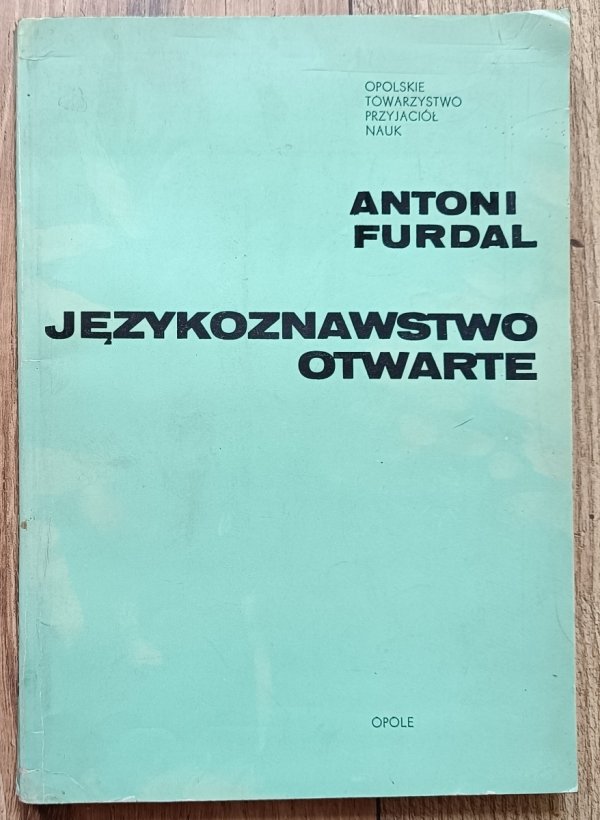 OPOLSKIE
TOWARZYSTWO
PRZYJACIÓŁ
NAUK
ANTONI
FURDAL
JĘZYKOZNAWSTWO
OTWARTE
OPOLE